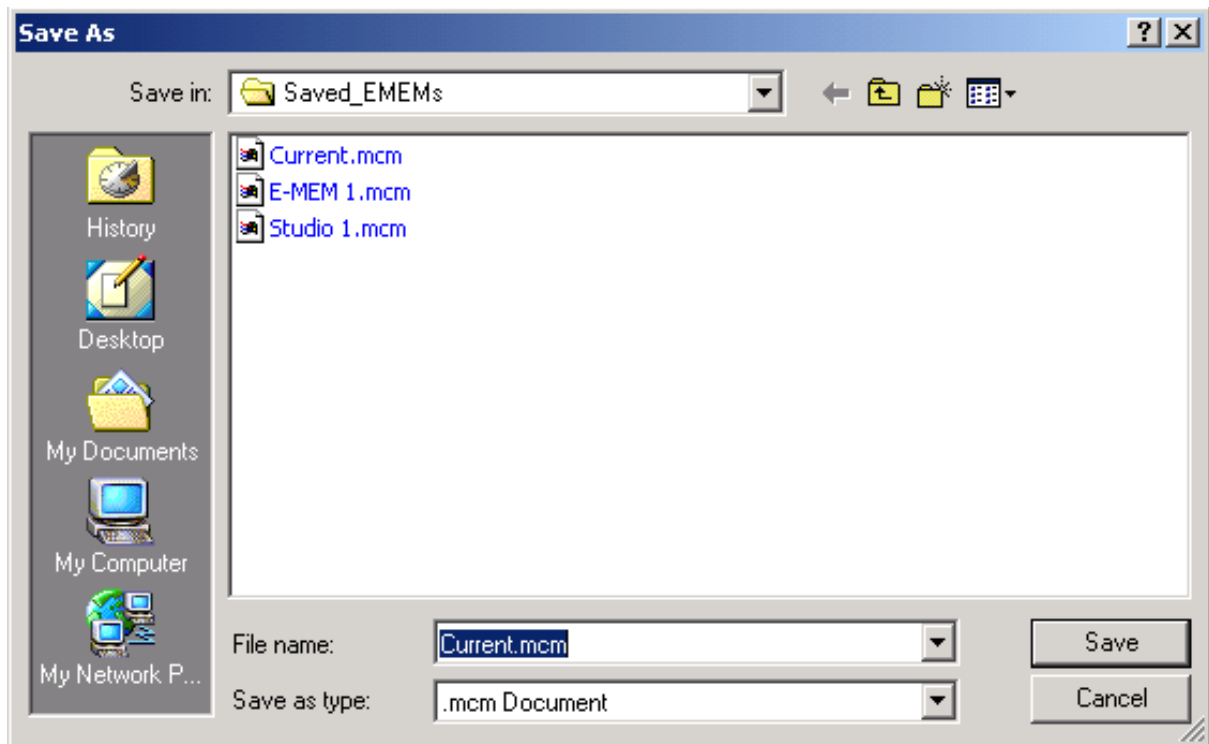 Save As
Save in: Saved_EMEMs
History
Desktop
My Documents
My Computer
My Network P...
Current.mcm
E-MEM 1.mcm
Studio 1.mcm
File name: Current.mcm Save
Save as type: .mcm Document Cancel